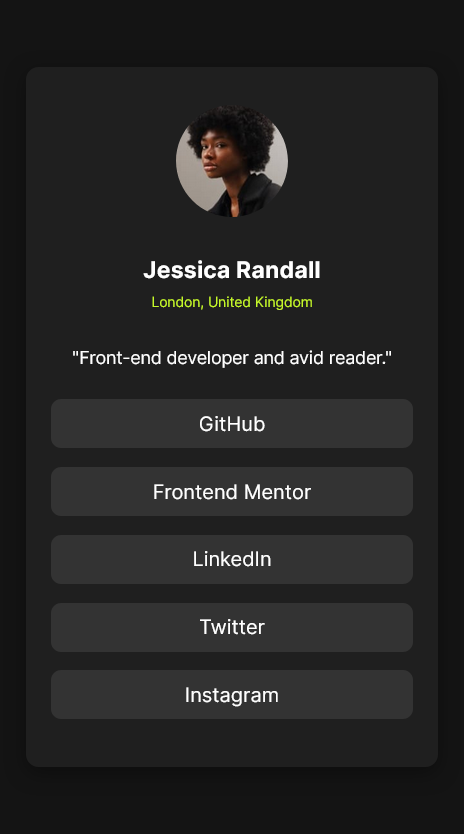 Jessica Randall
London, United Kingdom
"Front-end developer and avid reader."
GitHub
Frontend Mentor
LinkedIn
Twitter
Instagram